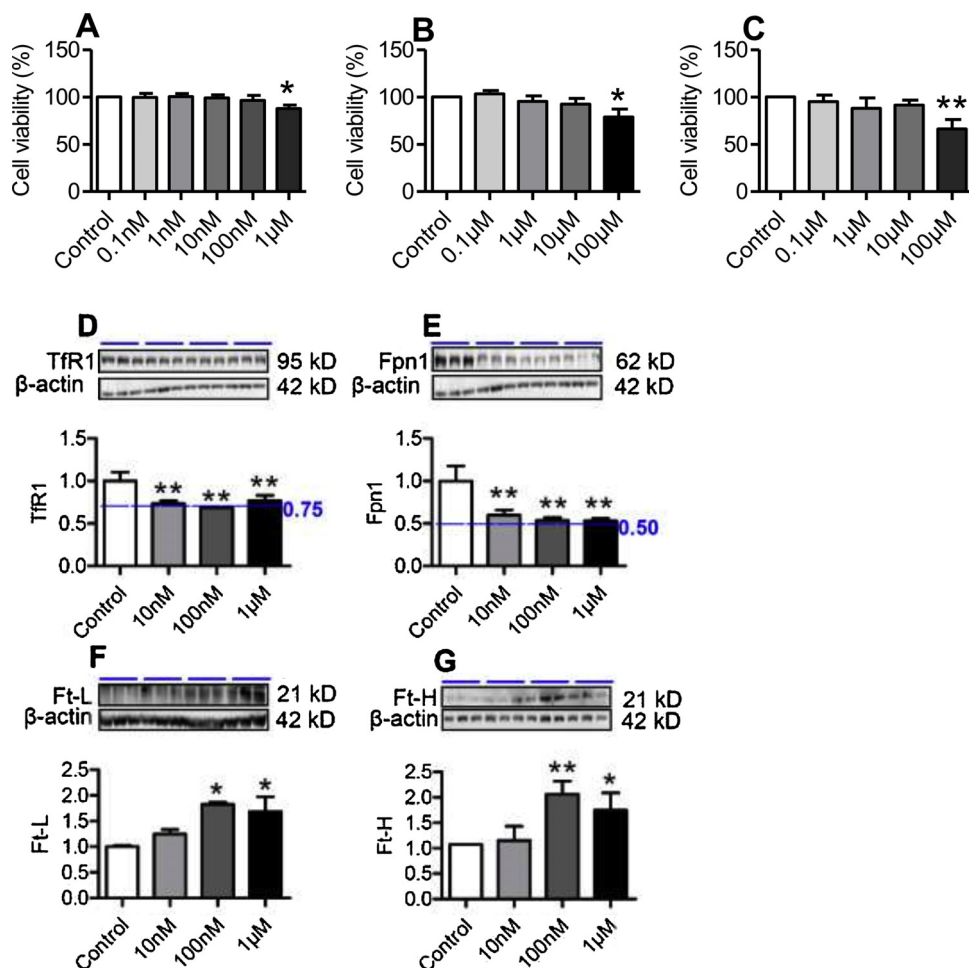 A
B
C
Cell viability (%)
150
100
50
0
*
Control
0.1nM
1nM
10nM
100nM
1μM
Cell viability (%)
150
100
50
0
*
Control
0.1μM
1μM
10μM
100μM
Cell viability (%)
150
100
50
0
**
Control
0.1μM
1μM
10μM
100μM
D
TfR1
95 kD
β-actin
42 kD
TfR1
1.5
1.0
0.5
0.0
** ** **
0.75
Control
10nM
100nM
1μM
E
Fpn1
62 kD
β-actin
42 kD
Fpn1
1.5
1.0
0.5
0.0
** ** **
0.50
Control
10nM
100nM
1μM
F
Ft-L
21 kD
β-actin
42 kD
Ft-L
2.5
2.0
1.5
1.0
0.5
0.0
* *
Control
10nM
100nM
1μM
G
Ft-H
21 kD
β-actin
42 kD
Ft-H
2.5
2.0
1.5
1.0
0.5
0.0
** *
Control
10nM
100nM
1μM